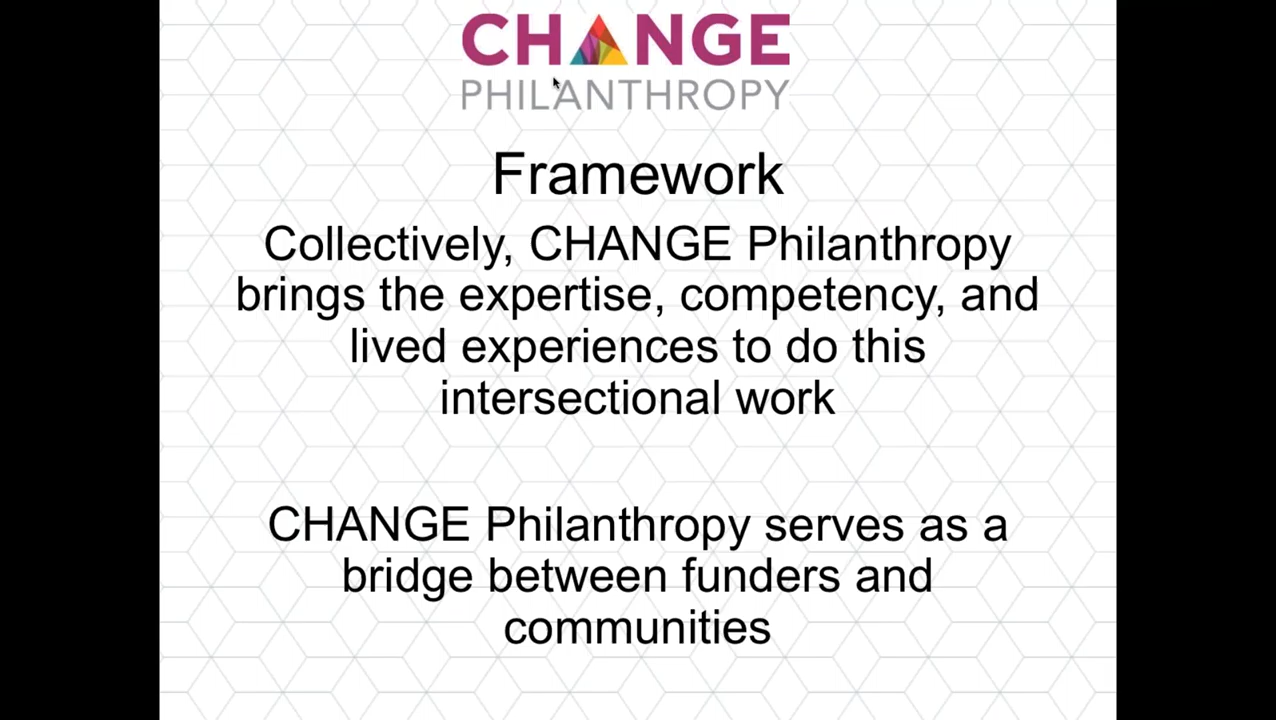 CHANGE
PHILANTHROPY
Framework
Collectively, CHANGE Philanthropy
brings the expertise, competency, and
lived experiences to do this
intersectional work
CHANGE Philanthropy serves as a
bridge between funders and
communities